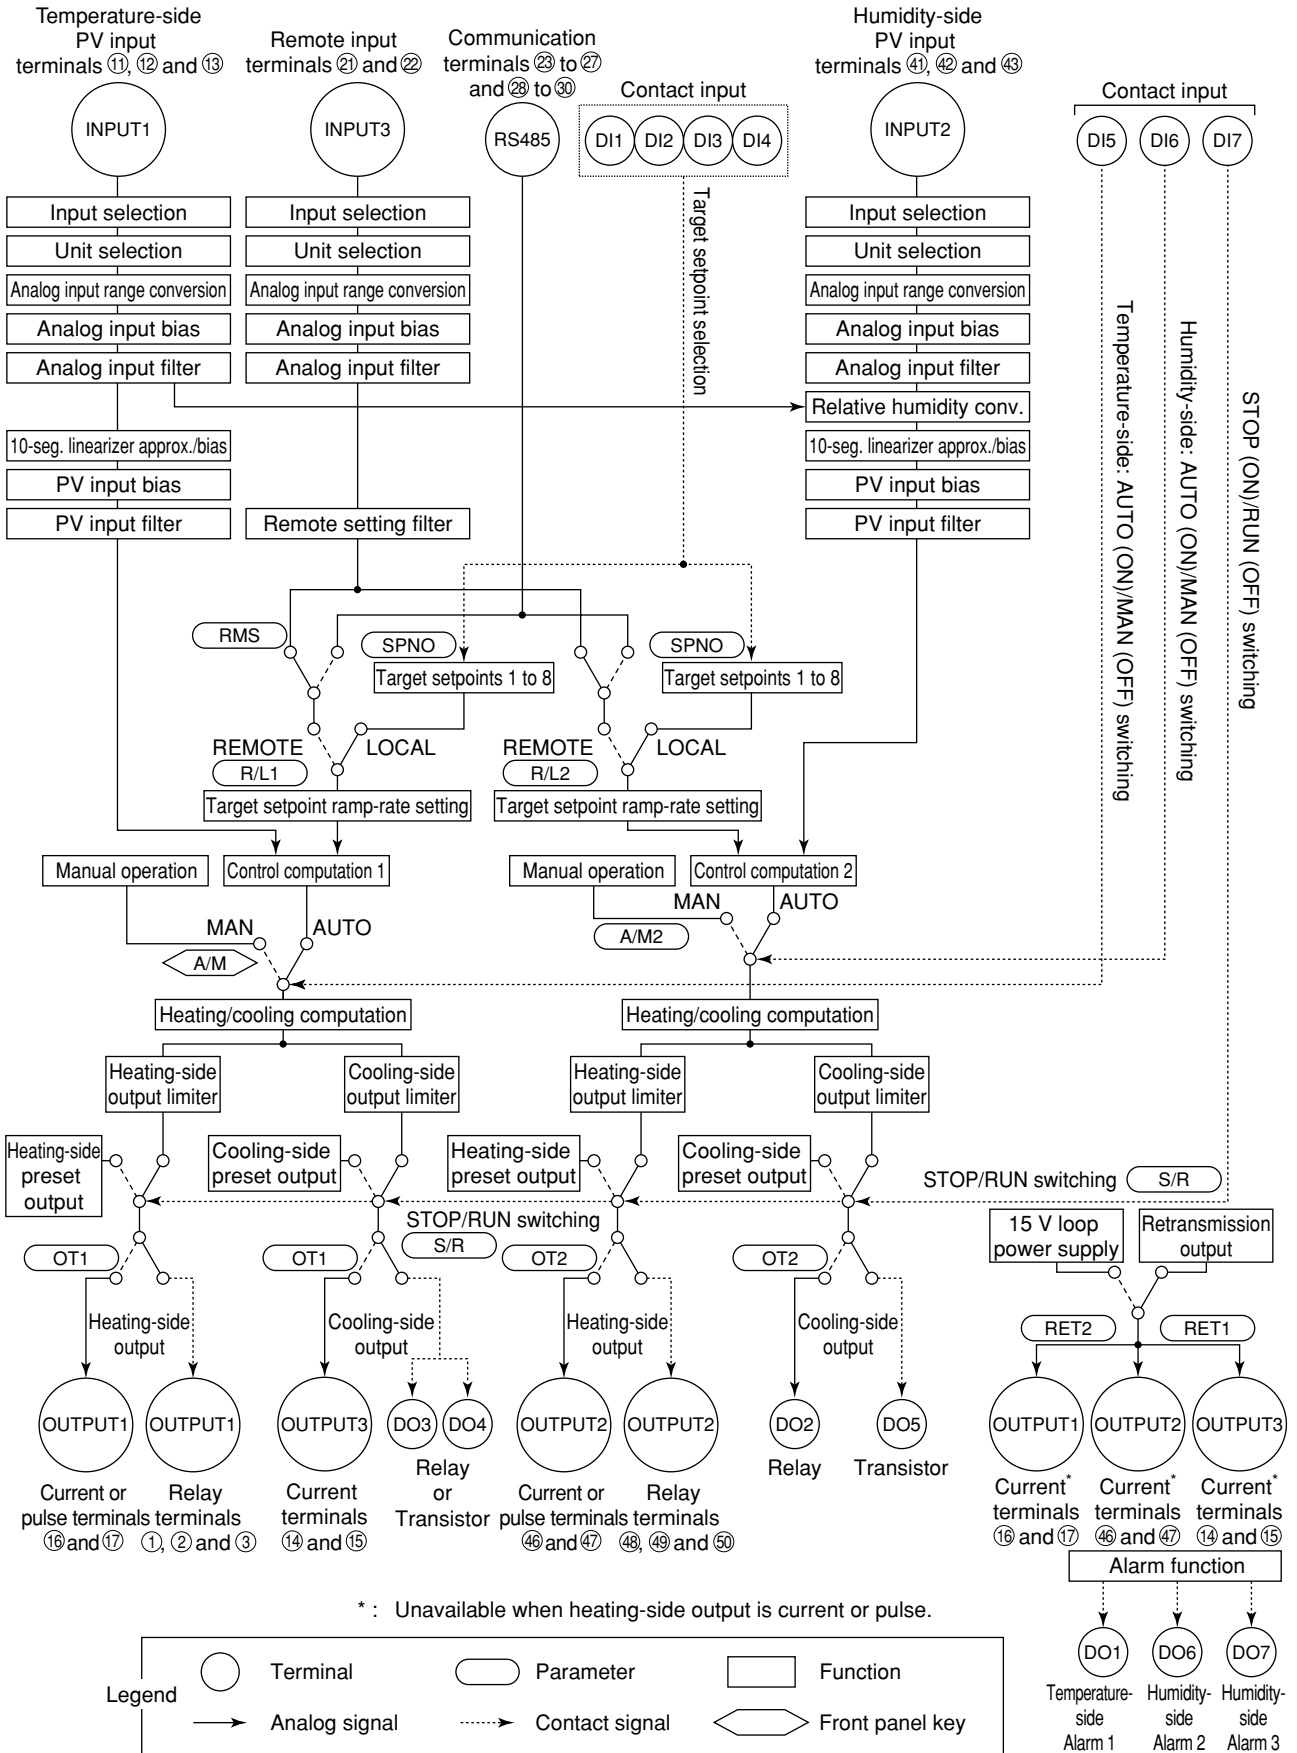 Temperature-side
PV input
terminals ⑪, ⑫ and ⑬
Remote input
terminals ㉑ and ㉒
Communication
terminals ㉓ to ㉗
and ㉘ to ㉚
Contact input
Humidity-side
PV input
terminals ㊶, ㊷ and ㊸
Contact input
INPUT1
INPUT3
RS485
DI1
DI2
DI3
DI4
INPUT2
DI5
DI6
DI7
Input selection
Input selection
Input selection
Unit selection
Unit selection
Unit selection
Analog input range conversion
Analog input range conversion
Analog input range conversion
Analog input bias
Analog input bias
Analog input bias
Analog input filter
Analog input filter
Analog input filter
Target setpoint selection
Relative humidity conv.
10-seg. linearizer approx./bias
10-seg. linearizer approx./bias
PV input bias
PV input bias
PV input filter
Remote setting filter
PV input filter
Temperature-side: AUTO (ON)/MAN (OFF) switching
Humidity-side: AUTO (ON)/MAN (OFF) switching
STOP (ON)/RUN (OFF) switching
RMS
SPNO
SPNO
Target setpoints 1 to 8
Target setpoints 1 to 8
REMOTE
LOCAL
REMOTE
LOCAL
R/L1
R/L2
Target setpoint ramp-rate setting
Target setpoint ramp-rate setting
Manual operation
Control computation 1
Manual operation
Control computation 2
MAN
AUTO
MAN
AUTO
A/M
A/M2
Heating/cooling computation
Heating/cooling computation
Heating-side
output limiter
Cooling-side
output limiter
Heating-side
output limiter
Cooling-side
output limiter
Heating-side
preset
output
Cooling-side
preset output
Heating-side
preset output
Cooling-side
preset output
STOP/RUN switching
S/R
STOP/RUN switching
S/R
OT1
OT1
OT2
OT2
15 V loop
power supply
Retransmission
output
Heating-side
output
Cooling-side
output
Heating-side
output
Cooling-side
output
RET2
RET1
OUTPUT1
OUTPUT1
OUTPUT3
DO3
DO4
OUTPUT2
OUTPUT2
DO2
DO5
OUTPUT1
OUTPUT2
OUTPUT3
Current or
pulse terminals
⑯ and ⑰
Relay
terminals
①, ② and ③
Current
terminals
⑭ and ⑮
Relay
or
Transistor
Current or
pulse terminals
㊻ and ㊼
Relay
terminals
㊽, ㊾ and ㊿
Relay
Transistor
Current*
terminals
⑯ and ⑰
Current*
terminals
㊻ and ㊼
Current*
terminals
⑭ and ⑮
Alarm function
* : Unavailable when heating-side output is current or pulse.
DO1
DO6
DO7
Temperature-
side
Alarm 1
Humidity-
side
Alarm 2
Humidity-
side
Alarm 3
Legend
Terminal
Parameter
Function
Analog signal
Contact signal
Front panel key